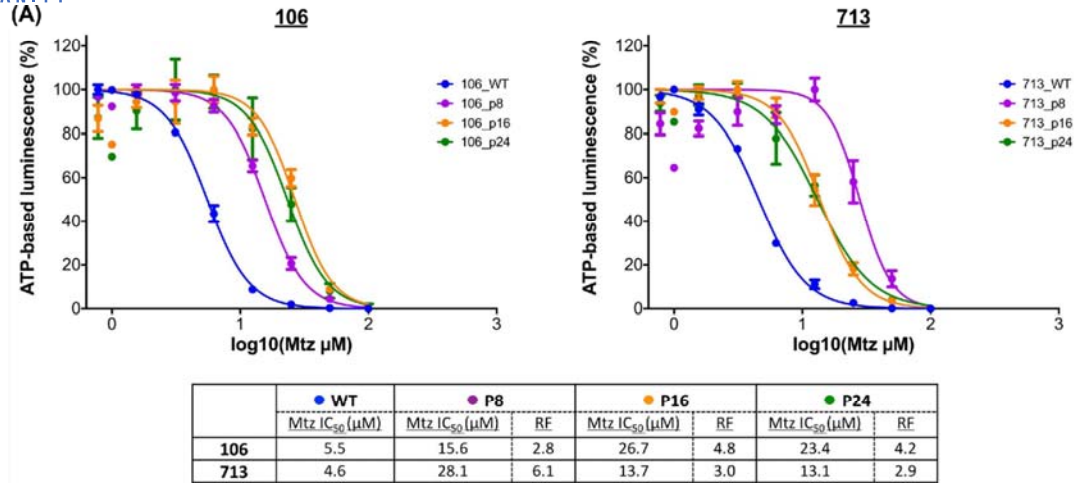 (A)
106
ATP-based luminescence (%)
120
100
80
60
40
20
0
0
1
2
3
log10(Mtz µM)
106_WT
106_p8
106_p16
106_p24
713
ATP-based luminescence (%)
120
100
80
60
40
20
0
0
1
2
3
log10(Mtz µM)
713_WT
713_p8
713_p16
713_p24
WT P8 P16 P24
Mtz IC50 (µM) Mtz IC50 (µM) RF Mtz IC50 (µM) RF Mtz IC50 (µM) RF
106 5.5 15.6 2.8 26.7 4.8 23.4 4.2
713 4.6 28.1 6.1 13.7 3.0 13.1 2.9